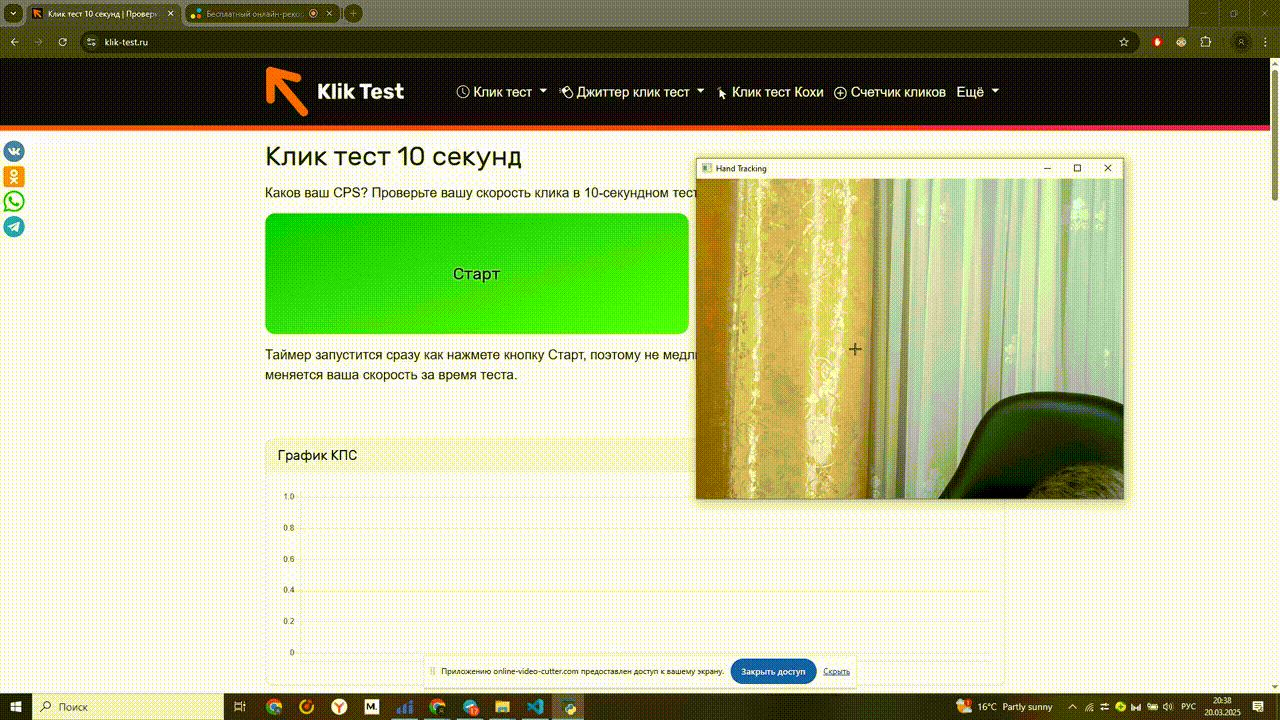 Клик тест 10 секунд | Провер
Бесплатный онлайн-реко
klik-test.ru
Klik Test
Клик тест
Джиттер клик тест
Клик тест Кохи
Счетчик кликов
Ещё
Клик тест 10 секунд
Каков ваш CPS? Проверьте вашу скорость клика в 10-секундном тест
Старт
Таймер запустится сразу как нажмете кнопку Старт, поэтому не медл
меняется ваша скорость за время теста.
Hand Tracking
График КПС
1.0
0.8
0.6
0.4
0.2
0
Приложению online-video-cutter.com предоставлен доступ к вашему экрану.
Закрыть доступ
Скрыть
Поиск
16°C Partly sunny
РУС
20:38
20.03.2025